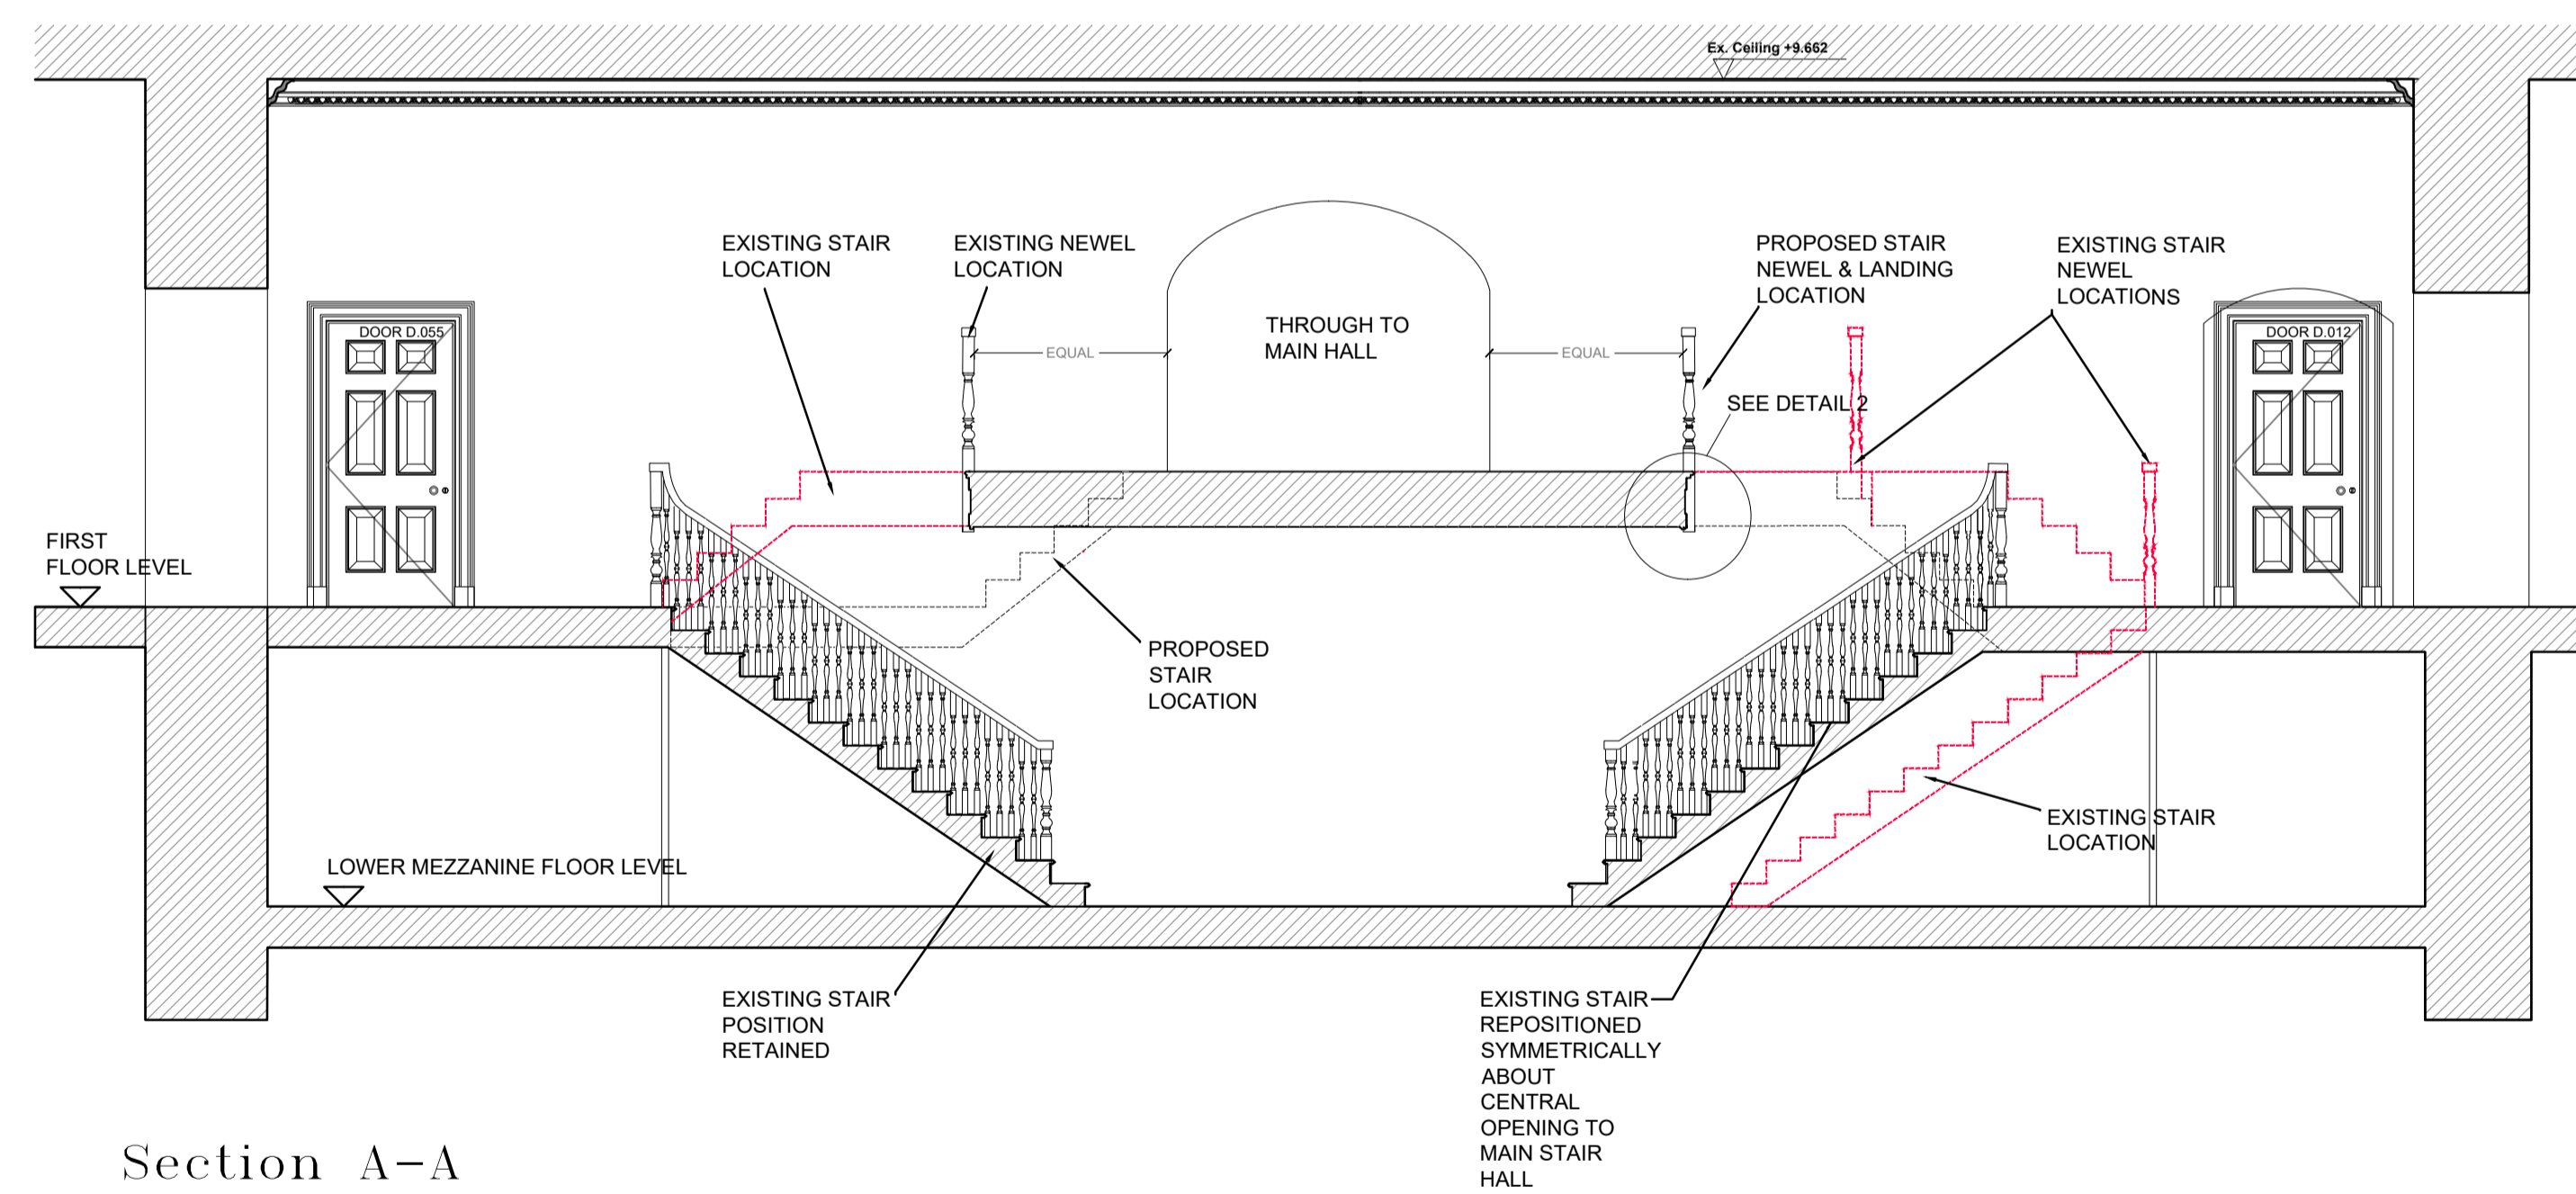 Ex. Ceiling +9.662
EXISTING STAIR
LOCATION
EXISTING NEWEL
LOCATION
PROPOSED STAIR
NEWEL & LANDING
LOCATION
EXISTING STAIR
NEWEL
LOCATIONS
THROUGH TO
MAIN HALL
DOOR D.055
DOOR D.012
EQUAL
EQUAL
SEE DETAIL 2
FIRST
FLOOR LEVEL
PROPOSED
STAIR
LOCATION
EXISTING STAIR
LOCATION
LOWER MEZZANINE FLOOR LEVEL
EXISTING STAIR
POSITION
RETAINED
EXISTING STAIR
REPOSITIONED
SYMMETRICALLY
ABOUT
CENTRAL
OPENING TO
MAIN STAIR
HALL
Section A-A